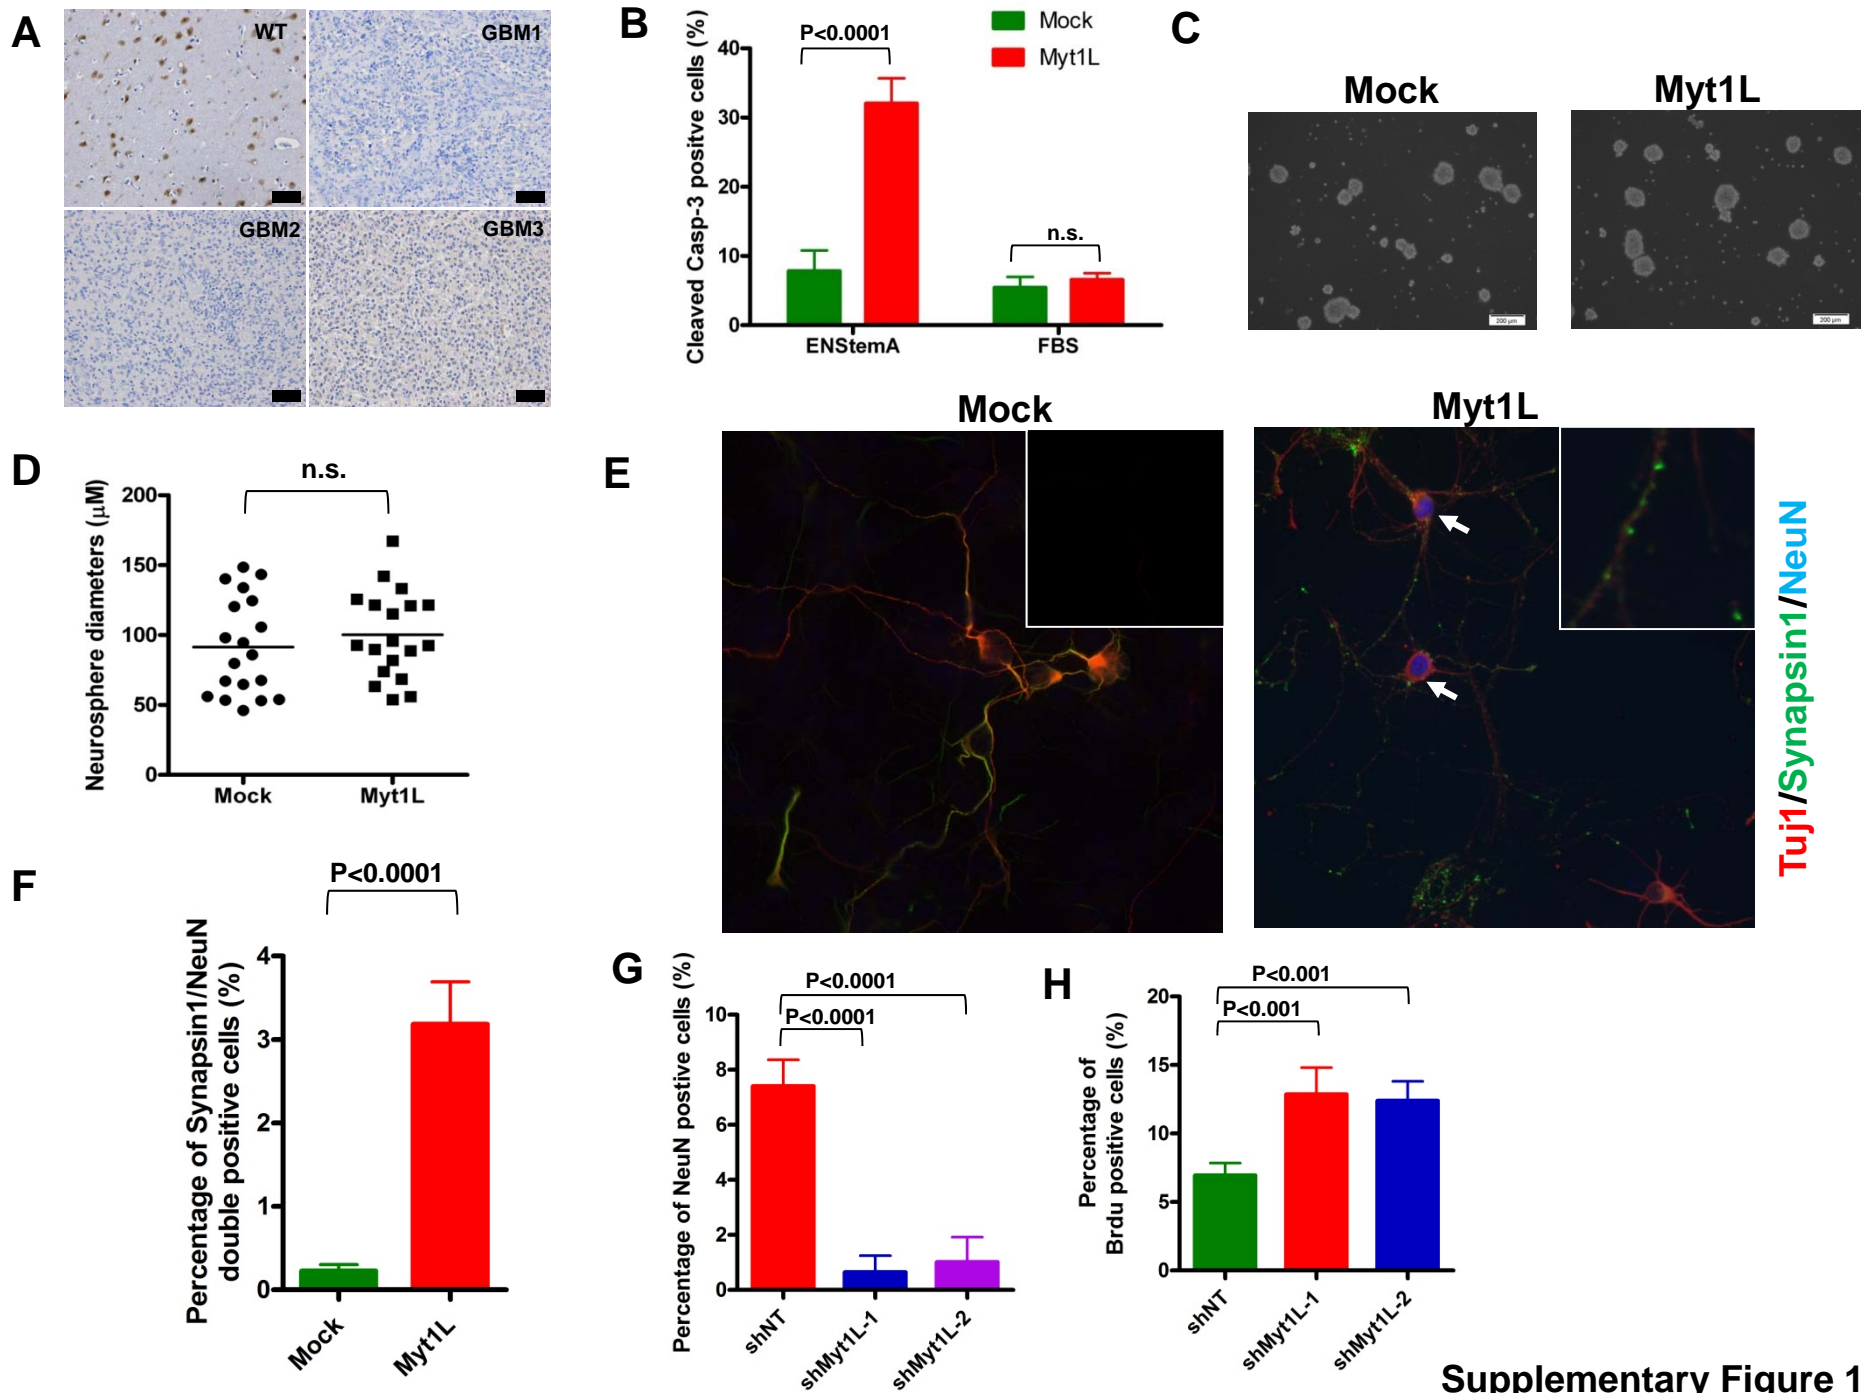 A
WT
GBM1
GBM2
GBM3
B
Mock
Myt1L
P<0.0001
n.s.
Cleaved Casp-3 positve cells (%)
40
30
20
10
0
ENStemA
FBS
C
Mock
Myt1L
200 µm
200 µm
D
n.s.
Neurosphere diameters (µM)
200
150
100
50
0
Mock
Myt1L
E
Mock
Myt1L
Tuj1/Synapsin1/NeuN
F
P<0.0001
Percentage of Synapsin1/NeuN
double positive cells (%)
4
3
2
1
0
Mock
Myt1L
G
P<0.0001
P<0.0001
Percentage of NeuN postive cells (%)
10
8
6
4
2
0
shNT
shMyt1L-1
shMyt1L-2
H
P<0.001
P<0.001
Percentage of
Brdu positive cells (%)
20
15
10
5
0
shNT
shMyt1L-1
shMyt1L-2
Supplementary Figure 1